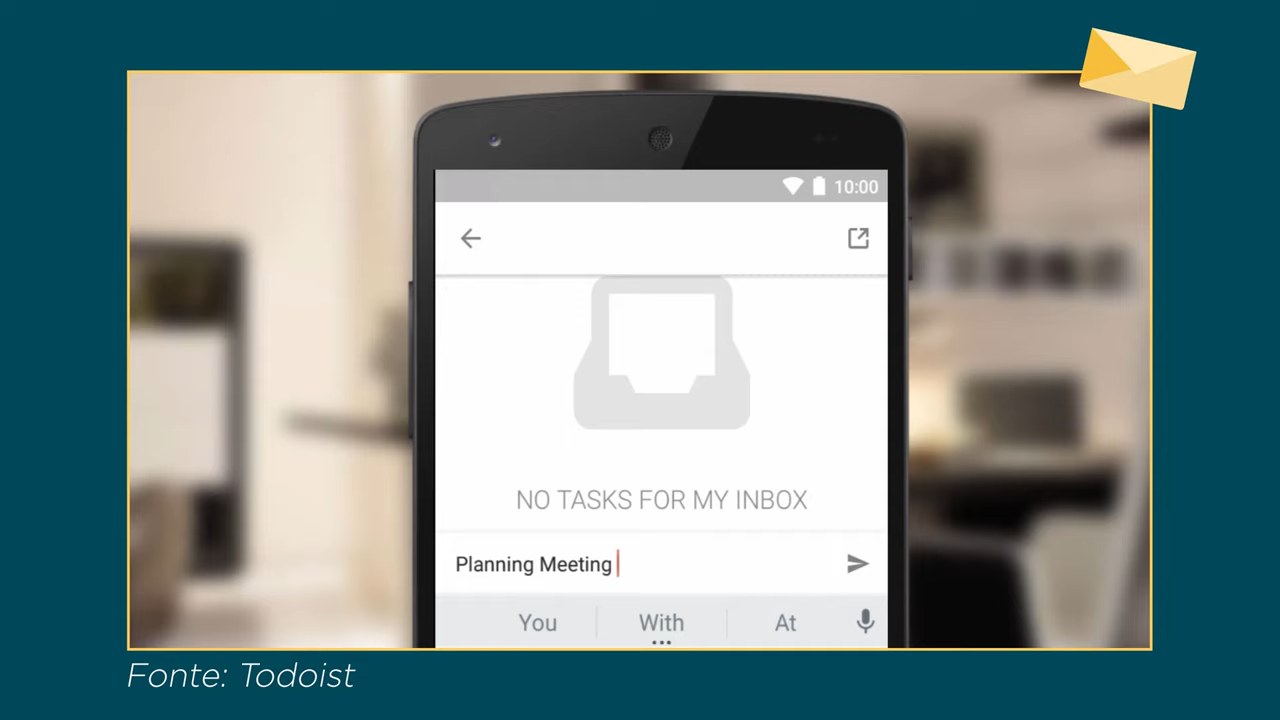 10:00
NO TASKS FOR MY INBOX
Planning Meeting
You With At
Fonte: Todoist